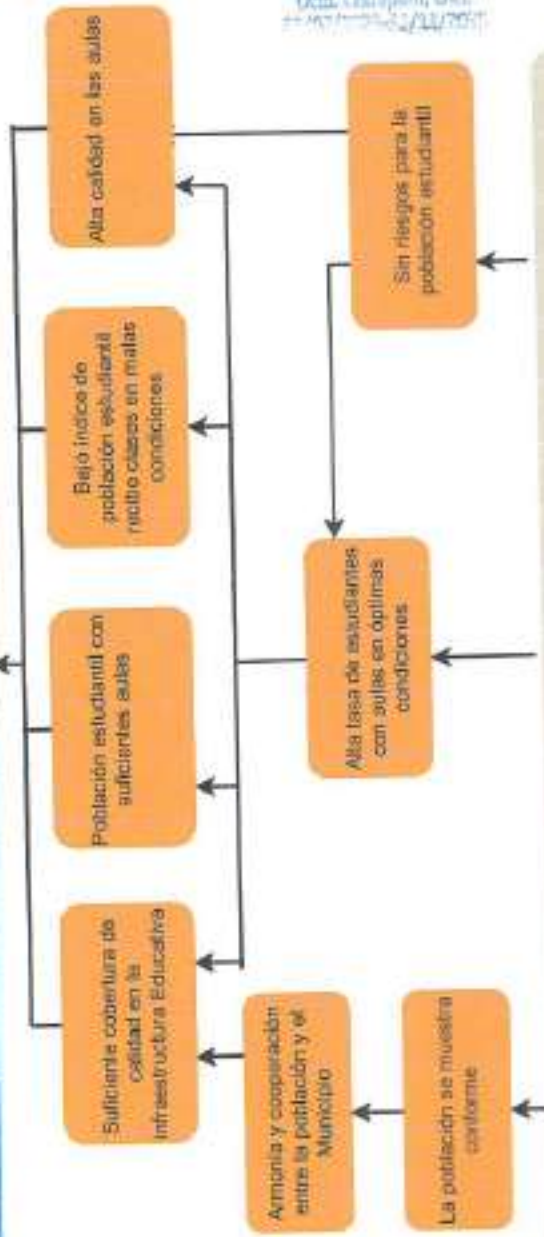 Suficiente cobertura de
calidad en la
Infraestructura Educativa
Población estudiantil con
suficientes aulas
Bajo índice de
población estudiantil
recibe clases en malas
condiciones
Alta calidad en las aulas
Armonía y cooperación
entre la población y el
Municipio
Alta tasa de estudiantes
con aulas en óptimas
condiciones
Sin riesgos para la
población estudiantil
La población se muestra
conforme